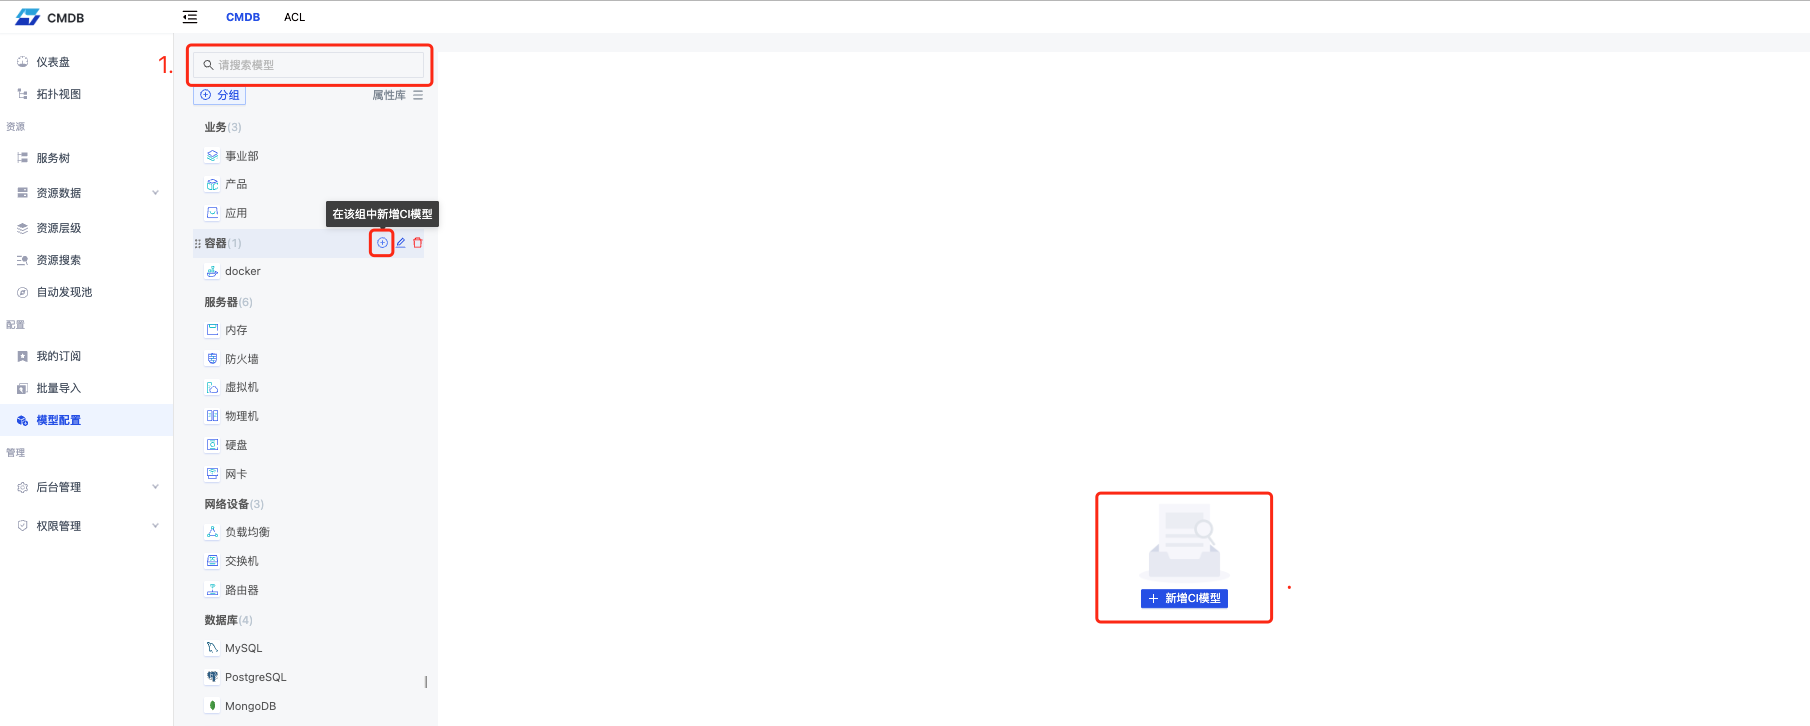 CMDB
CMDB ACL
仪表盘
拓扑视图
资源
服务树
资源数据
资源层级
资源搜索
自动发现池
配置
我的订阅
批量导入
模型配置
管理
后台管理
权限管理
1.
请搜索模型
分组 属性库
业务(3)
事业部
产品
应用
在该组中新增CI模型
容器(1)
docker
服务器(6)
内存
防火墙
虚拟机
物理机
硬盘
网卡
网络设备(3)
负载均衡
交换机
路由器
数据库(4)
MySQL
PostgreSQL
MongoDB
+ 新增CI模型
.